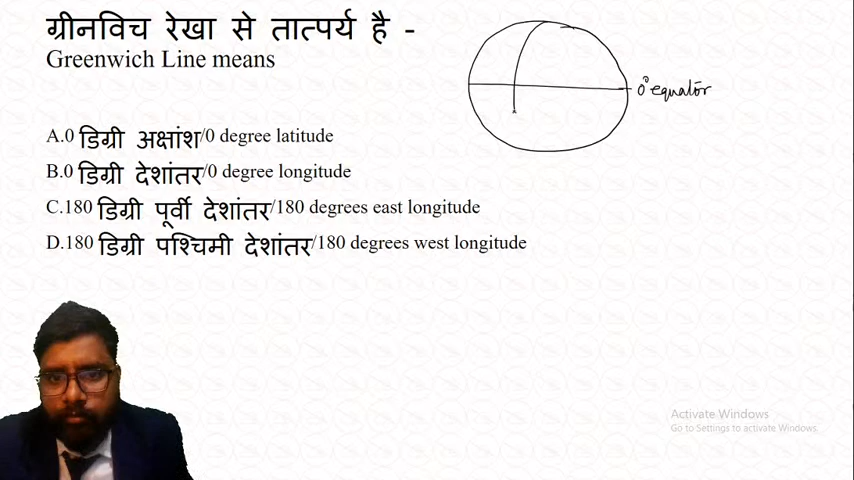 ग्रीनविच रेखा से तात्पर्य है -
Greenwich Line means
0° equator
A.0 डिग्री अक्षांश/0 degree latitude
B.0 डिग्री देशांतर/0 degree longitude
C.180 डिग्री पूर्वी देशांतर/180 degrees east longitude
D.180 डिग्री पश्चिमी देशांतर/180 degrees west longitude
Activate Windows
Go to Settings to activate Windows.